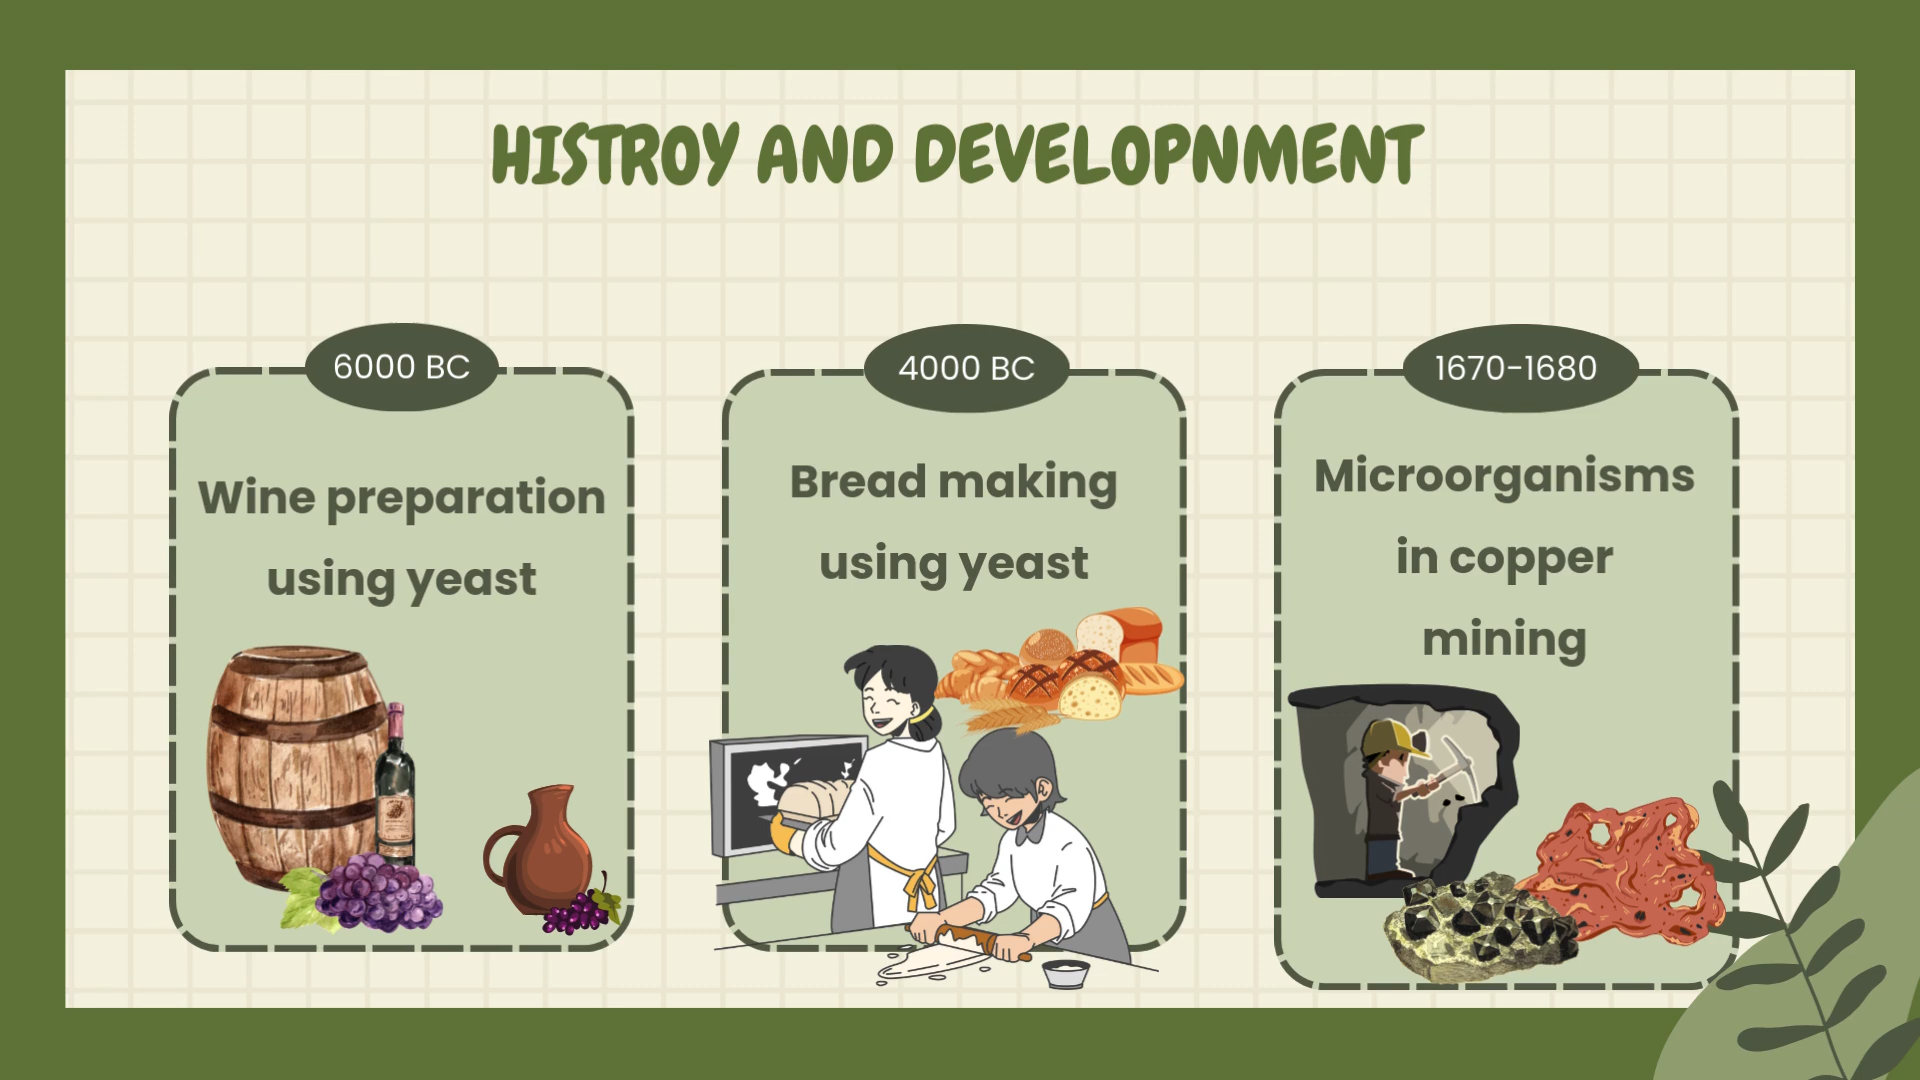 HISTROY AND DEVELOPNMENT
6000 BC
Wine preparation
using yeast
4000 BC
Bread making
using yeast
1670-1680
Microorganisms
in copper
mining